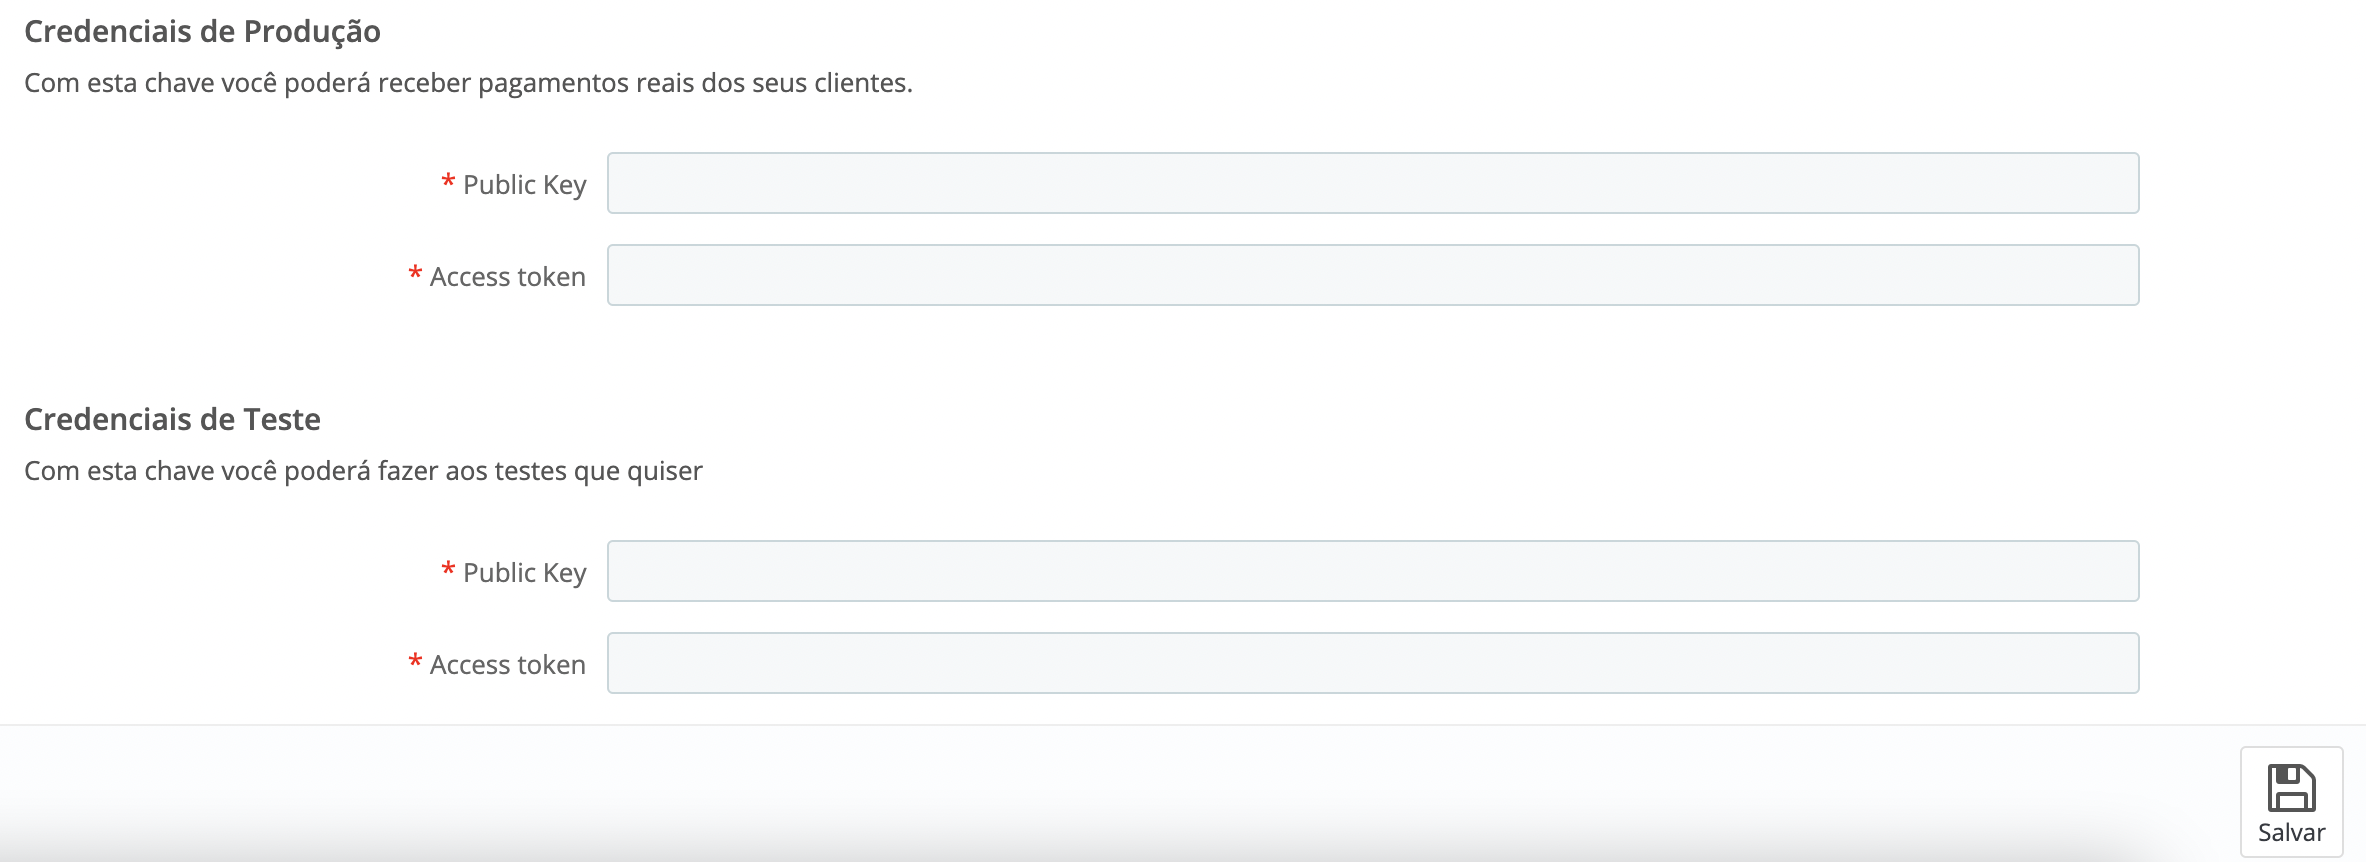 Credenciais de Produção
Com esta chave você poderá receber pagamentos reais dos seus clientes.
* Public Key
* Access token
Credenciais de Teste
Com esta chave você poderá fazer aos testes que quiser
* Public Key
* Access token
Salvar